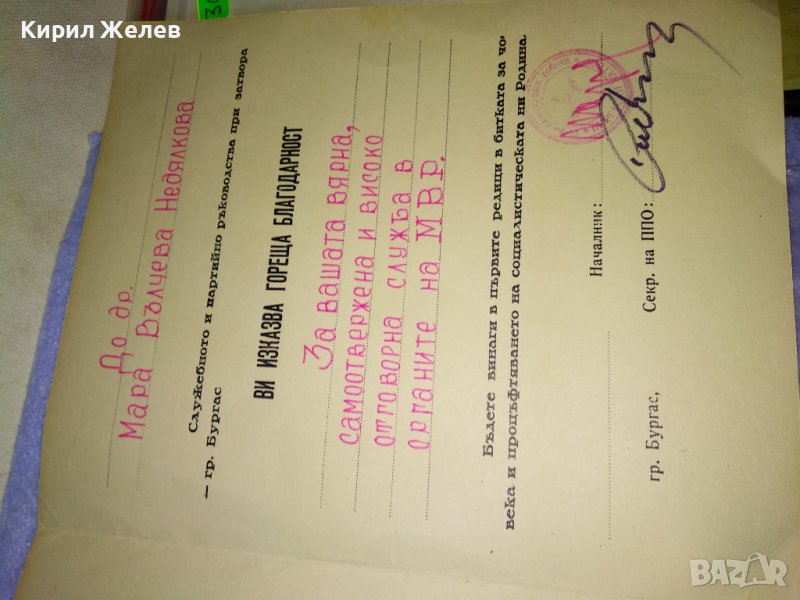 Кирил Желев
До др.
Мара Вълчева Недялкова
Служебното и партийно ръководства при затвора
— гр. Бургас
ВИ ИЗКАЗВА ГОРЕЩА БЛАГОДАРНОСТ
За вашата вярна,
самоотвержена и високо
отговорна служба в
органите на МВР.
Бъдете винаги в първите редици в битката за чо-
века и процъфтяването на социалистическата ни Родина.
Началник:
гр. Бургас,
Секр. на ППО:
BAZAR